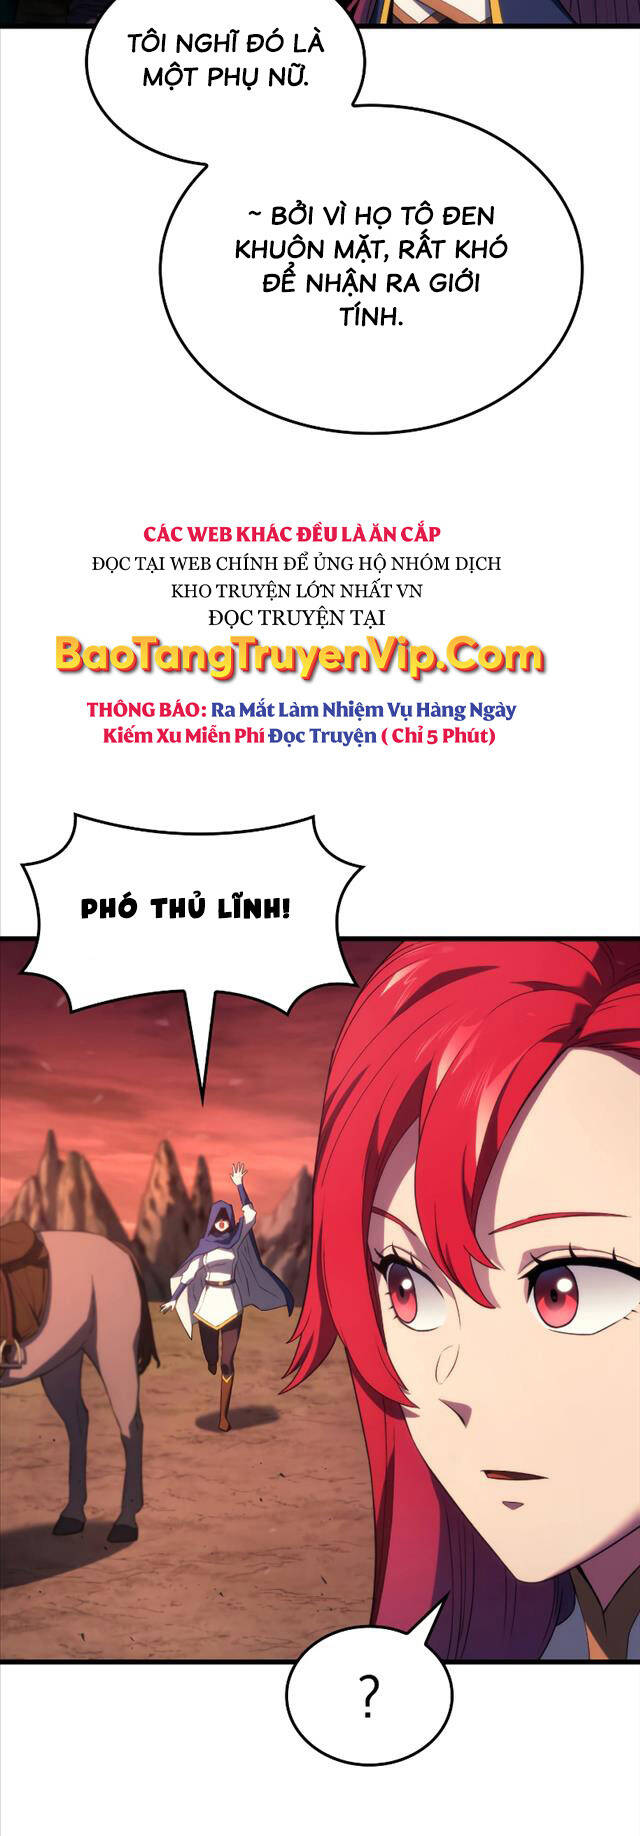 TÔI NGHĨ ĐÓ LÀ
MỘT PHỤ NỮ.
~ BỞI VÌ HỌ TÔ ĐEN
KHUÔN MẶT, RẤT KHÓ
ĐỂ NHẬN RA GIỚI
TÍNH.
CÁC WEB KHÁC ĐỀU LÀ ĂN CẮP
ĐỌC TẠI WEB CHÍNH ĐỂ ỦNG HỘ NHÓM DỊCH
KHO TRUYỆN LỚN NHẤT VN
ĐỌC TRUYỆN TẠI
BaoTangTruyenVip.Com
THÔNG BÁO: Ra Mắt Làm Nhiệm Vụ Hàng Ngày
Kiếm Xu Miễn Phí Đọc Truyện ( Chỉ 5 Phút)
PHÓ THỦ LĨNH!
?